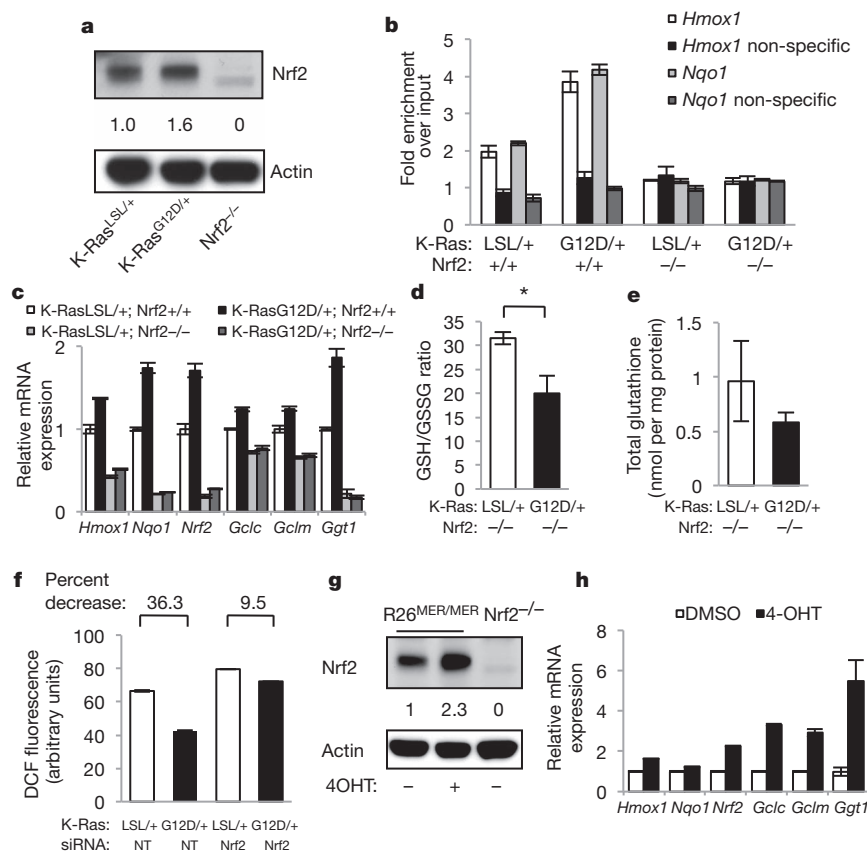 a
Nrf2
1.0 1.6 0
Actin
K-RasLSL/+
K-RasG12D/+
Nrf2–/–
b
Hmox1
Hmox1 non-specific
Nqo1
Nqo1 non-specific
Fold enrichment
over input
5
4
3
2
1
0
K-Ras: LSL/+ G12D/+ LSL/+ G12D/+
Nrf2: +/+ +/+ –/– –/–
c
K-RasLSL/+; Nrf2+/+
K-RasG12D/+; Nrf2+/+
K-RasLSL/+; Nrf2–/–
K-RasG12D/+; Nrf2–/–
Relative mRNA
expression
2
1
0
Hmox1 Nqo1 Nrf2 Gclc Gclm Ggt1
d
*
GSH/GSSG ratio
35
30
25
20
15
10
5
0
K-Ras: LSL/+ G12D/+
Nrf2: –/– –/–
e
Total glutathione
(nmol per mg protein)
1.5
1
0.5
0
K-Ras: LSL/+ G12D/+
Nrf2: –/– –/–
f
Percent
decrease: 36.3 9.5
DCF fluorescence
(arbitrary units)
100
80
60
40
20
0
K-Ras: LSL/+ G12D/+ LSL/+ G12D/+
siRNA: NT NT Nrf2 Nrf2
g
R26MER/MER Nrf2–/–
Nrf2
1 2.3 0
Actin
4OHT: – + –
h
DMSO 4-OHT
Relative mRNA
expression
8
6
4
2
0
Hmox1 Nqo1 Nrf2 Gclc Gclm Ggt1